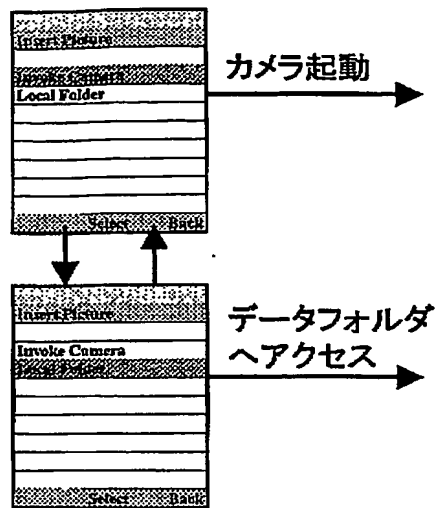 Insert Picture
Invoke Camera
Local Folder
Select Back
カメラ起動
Insert Picture
Invoke Camera
Local Folder
Select Back
データフォルダ
へアクセス